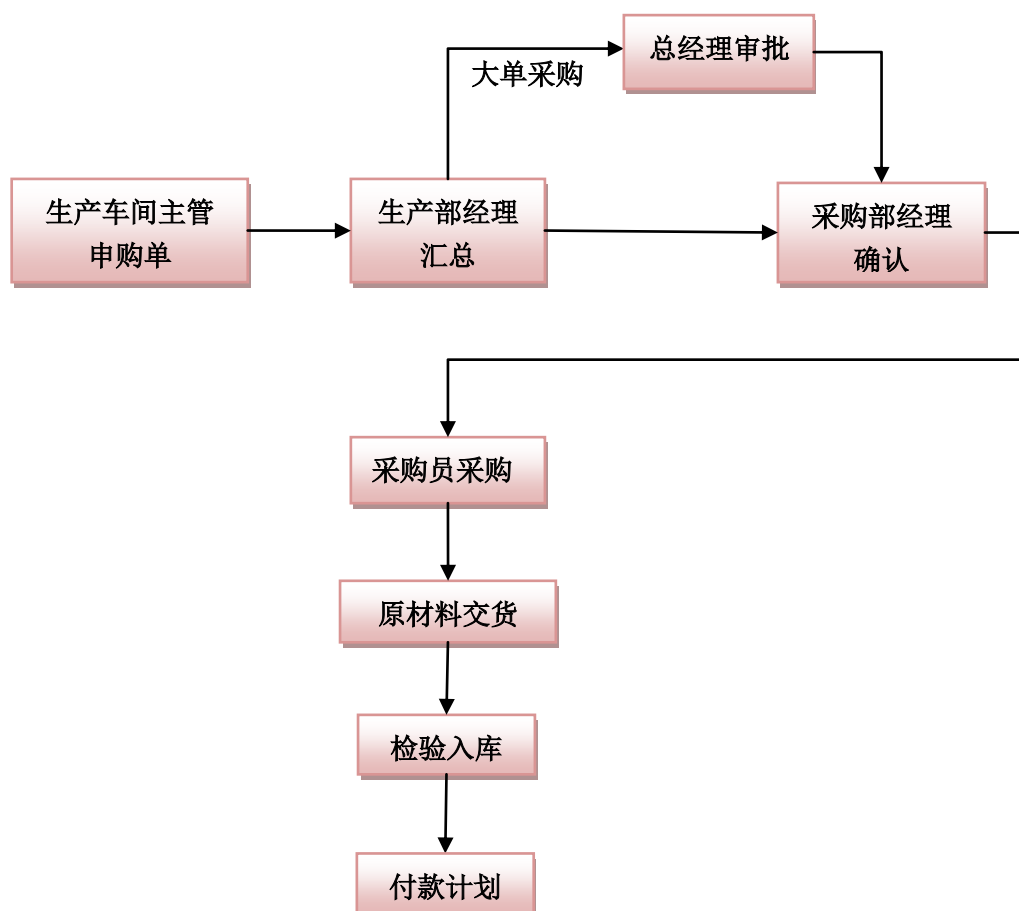 总经理审批
大单采购
生产车间主管
申购单
生产部经理
汇总
采购部经理
确认
采购员采购
原材料交货
检验入库
付款计划